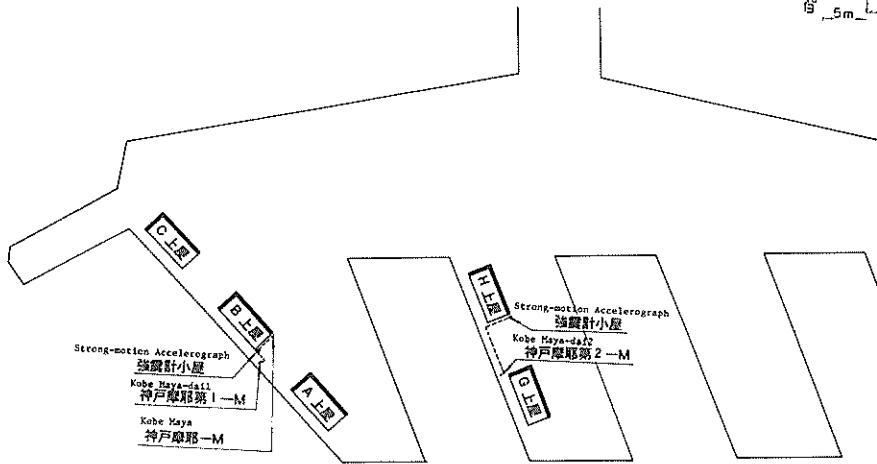 5m
C 上屋
B 上屋
Strong-motion Accelerograph
強震計小屋
Kobe Maya-dai1
神戸摩耶第1-M
Kobe Maya
神戸摩耶-M
A 上屋
H 上屋
Strong-motion Accelerograph
強震計小屋
Kobe Maya-dai2
神戸摩耶第2-M
G 上屋